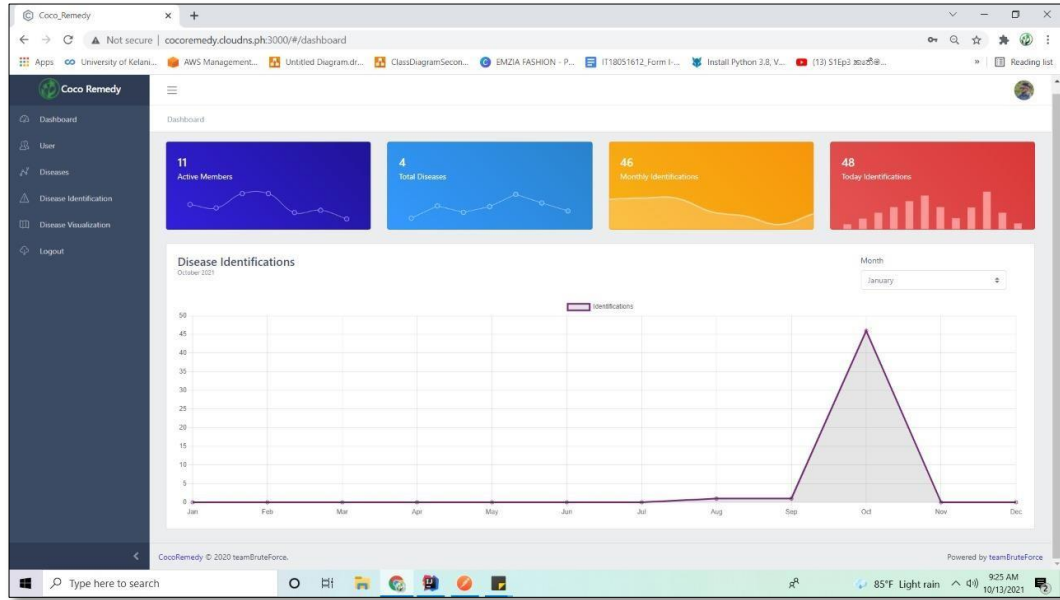 Coco_Remedy
Not secure | cocoremedy.cloudns.ph:3000/#/dashboard
Apps University of Kelani... AWS Management... Untitled Diagram.dr... ClassDiagramSecon... EMZIA FASHION - P... IT18051612_Form I-... Install Python 3.8, V... (13) S1Ep3 » Reading list
Coco Remedy
Dashboard
User
Diseases
Disease Identification
Disease Visualization
Logout
Dashboard
11
Active Members
4
Total Diseases
46
Monthly Identifications
48
Today Identifications
Disease Identifications
October 2021
Month
January
Identifications
50
45
40
35
30
25
20
15
10
5
0
Jan Feb Mar Apr May Jun Jul Aug Sep Oct Nov Dec
CocoRemedy © 2020 teamBruteForce.
Powered by teamBruteForce
Type here to search
85°F Light rain
9:25 AM
10/13/2021
2